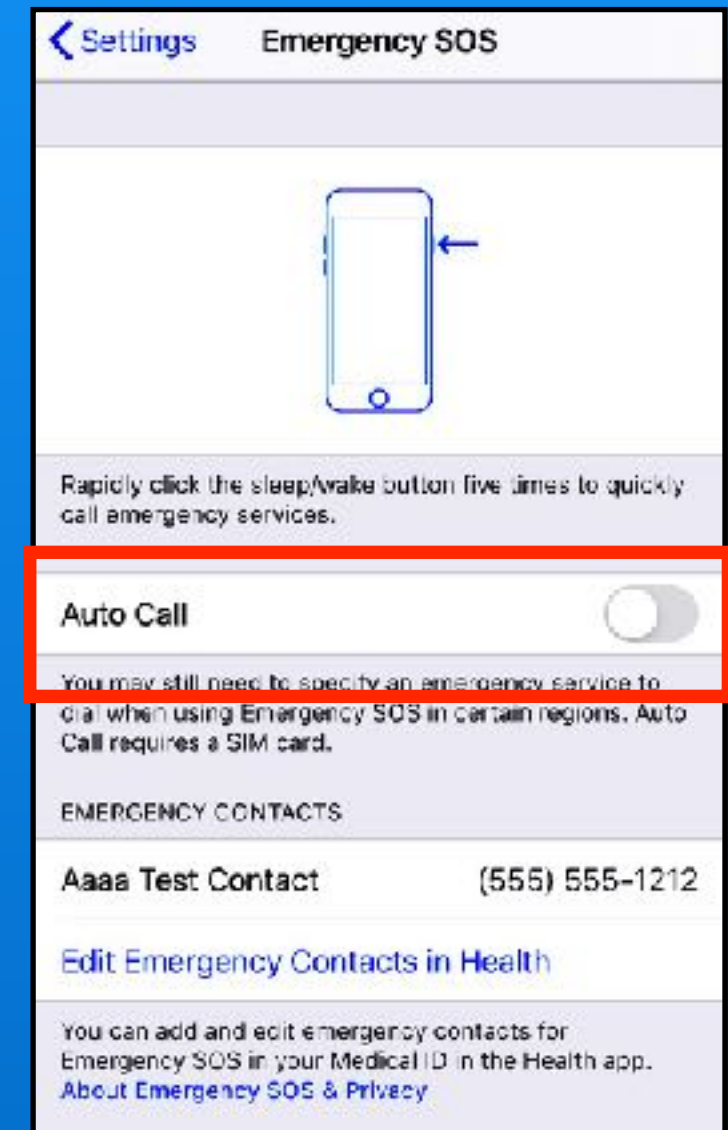 Settings Emergency SOS
Rapidly click the sleep/wake button five times to quickly
call emergency services.
Auto Call
You may still need to specify an emergency service to
dial when using Emergency SOS in certain regions. Auto
Call requires a SIM card.
EMERGENCY CONTACTS
Aaaa Test Contact (555) 555-1212
Edit Emergency Contacts in Health
You can add and edit emergency contacts for
Emergency SOS in your Medical ID in the Health app.
About Emergency SOS & Privacy